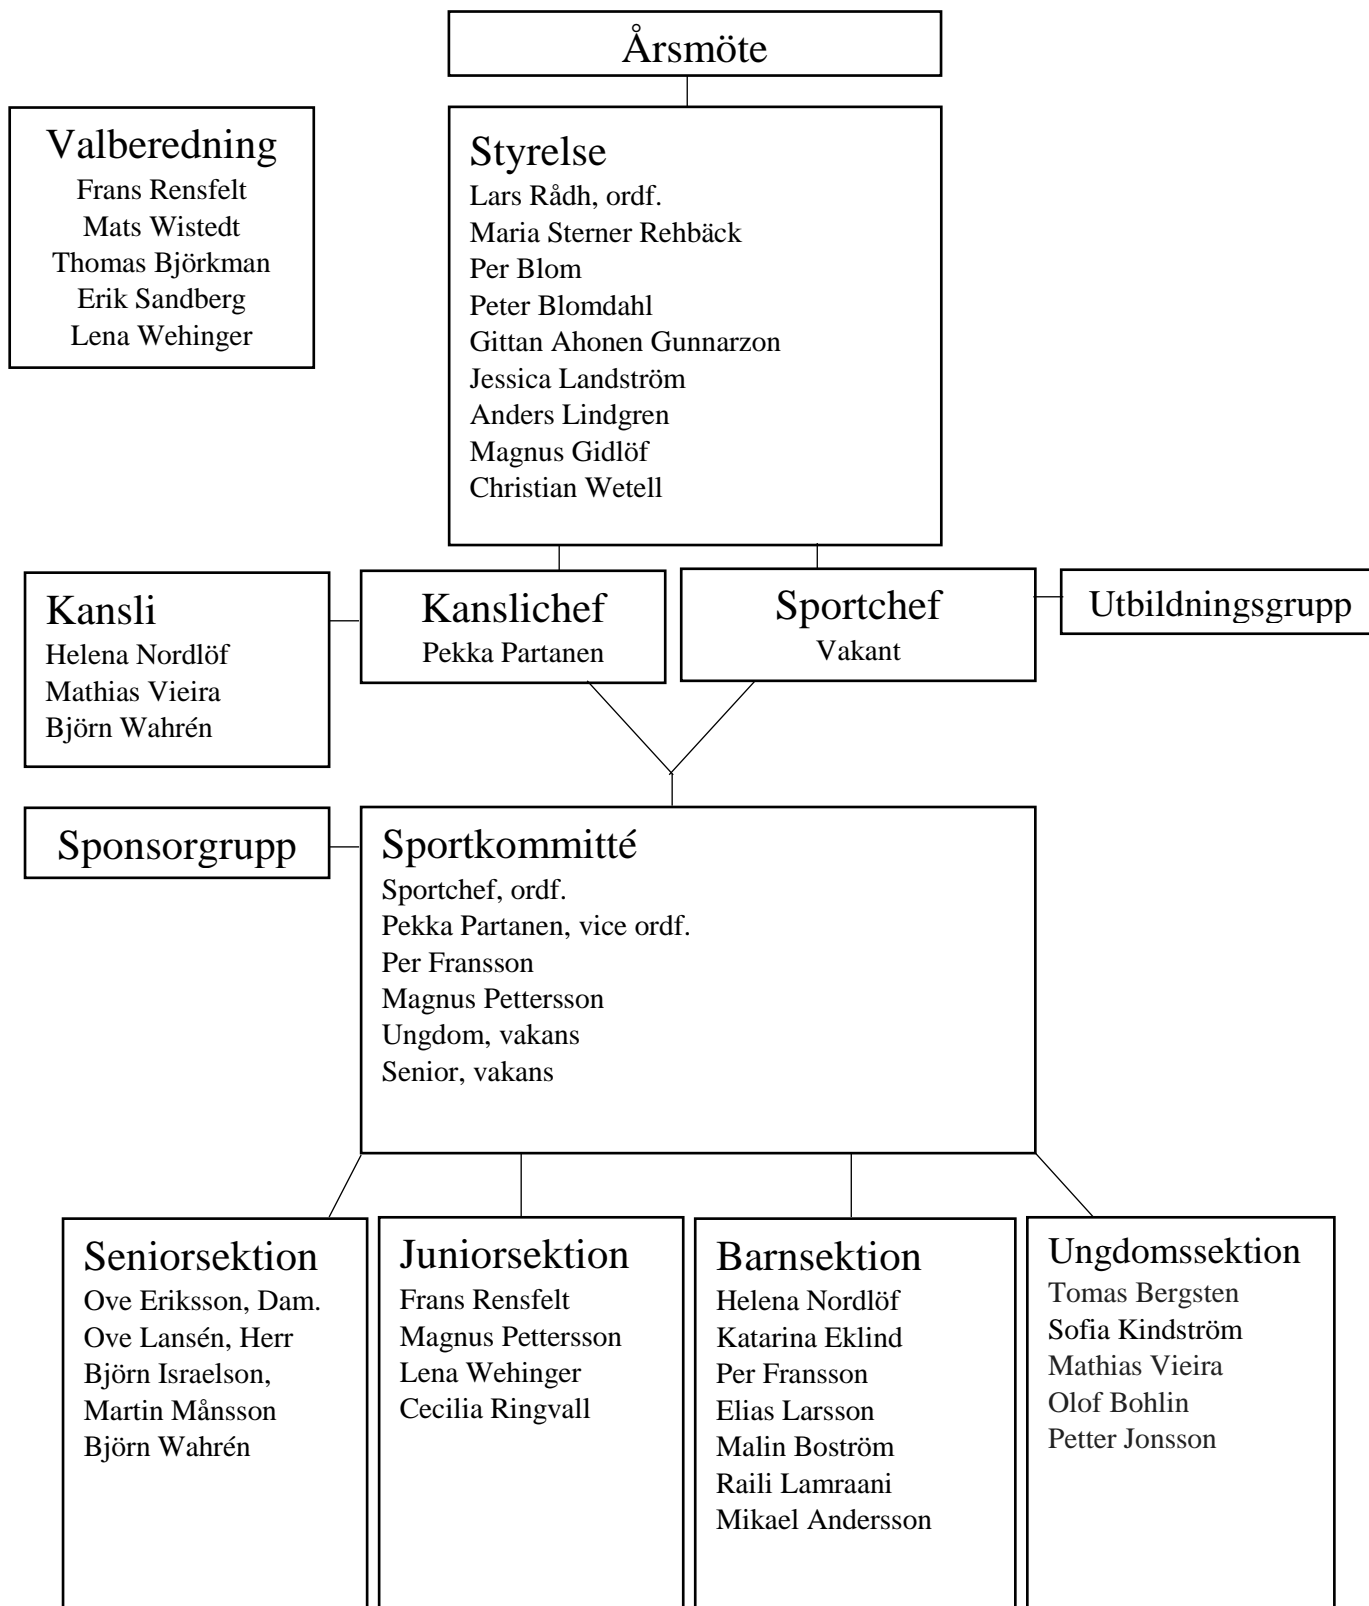 Årsmöte
Valberedning
Frans Rensfelt
Mats Wistedt
Thomas Björkman
Erik Sandberg
Lena Wehinger
Styrelse
Lars Rådh, ordf.
Maria Sterner Rehbäck
Per Blom
Peter Blomdahl
Gittan Ahonen Gunnarzon
Jessica Landström
Anders Lindgren
Magnus Gidlöf
Christian Wetell
Kansli
Helena Nordlöf
Mathias Vieira
Björn Wahrén
Kanslichef
Pekka Partanen
Sportchef
Vakant
Utbildningsgrupp
Sponsorgrupp
Sportkommitté
Sportchef, ordf.
Pekka Partanen, vice ordf.
Per Fransson
Magnus Pettersson
Ungdom, vakans
Senior, vakans
Seniorsektion
Ove Eriksson, Dam.
Ove Lansén, Herr
Björn Israelson,
Martin Månsson
Björn Wahrén
Juniorsektion
Frans Rensfelt
Magnus Pettersson
Lena Wehinger
Cecilia Ringvall
Barnsektion
Helena Nordlöf
Katarina Eklind
Per Fransson
Elias Larsson
Malin Boström
Raili Lamraani
Mikael Andersson
Ungdomssektion
Tomas Bergsten
Sofia Kindström
Mathias Vieira
Olof Bohlin
Petter Jonsson